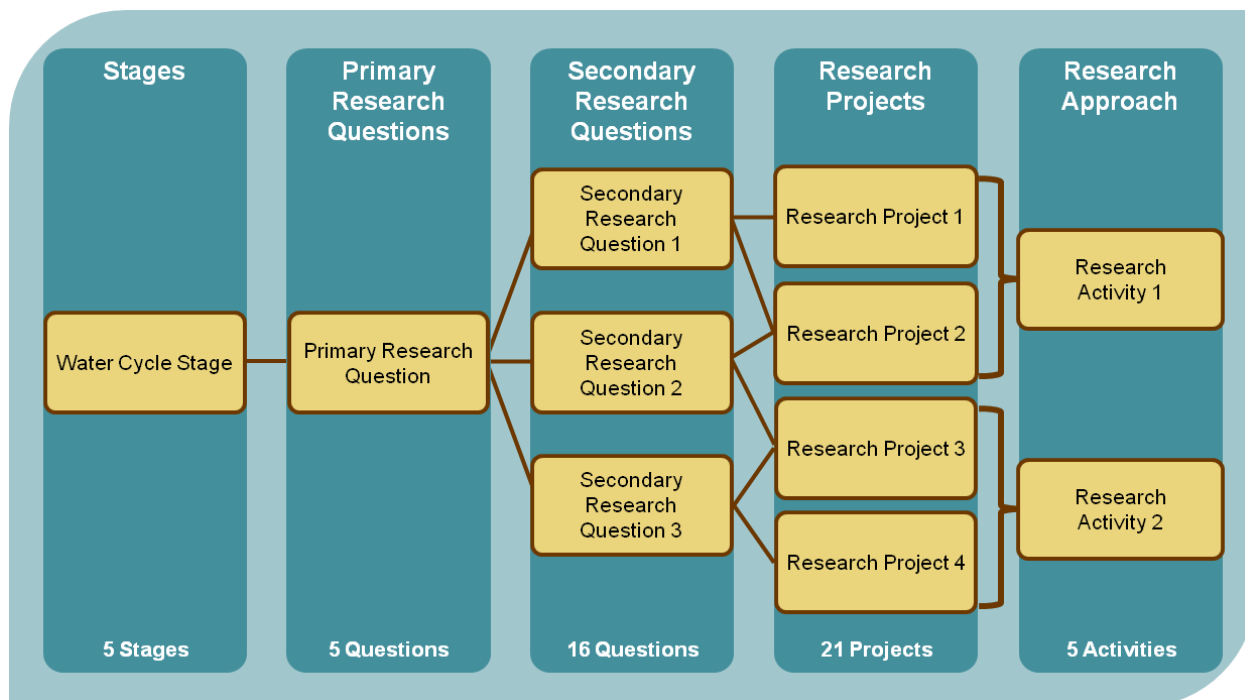 Stages
Primary
Research
Questions
Secondary
Research
Questions
Research
Projects
Research
Approach
Water Cycle Stage
Primary Research
Question
Secondary
Research
Question 1
Secondary
Research
Question 2
Secondary
Research
Question 3
Research Project 1
Research Project 2
Research Project 3
Research Project 4
Research
Activity 1
Research
Activity 2
5 Stages
5 Questions
16 Questions
21 Projects
5 Activities